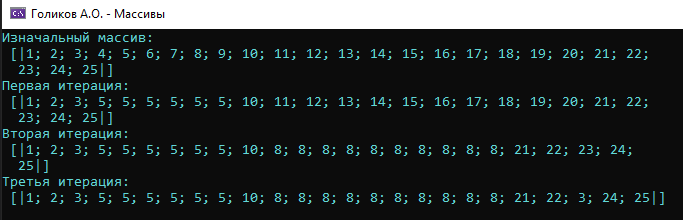 Голиков А.О. - Массивы
Изначальный массив:
[|1; 2; 3; 4; 5; 6; 7; 8; 9; 10; 11; 12; 13; 14; 15; 16; 17; 18; 19; 20; 21; 22;
23; 24; 25|]
Первая итерация:
[|1; 2; 3; 5; 5; 5; 5; 5; 5; 10; 11; 12; 13; 14; 15; 16; 17; 18; 19; 20; 21; 22;
23; 24; 25|]
Вторая итерация:
[|1; 2; 3; 5; 5; 5; 5; 5; 5; 10; 8; 8; 8; 8; 8; 8; 8; 8; 8; 8; 21; 22; 23; 24;
25|]
Третья итерация:
[|1; 2; 3; 5; 5; 5; 5; 5; 5; 10; 8; 8; 8; 8; 8; 8; 8; 8; 8; 8; 21; 22; 3; 24; 25|]